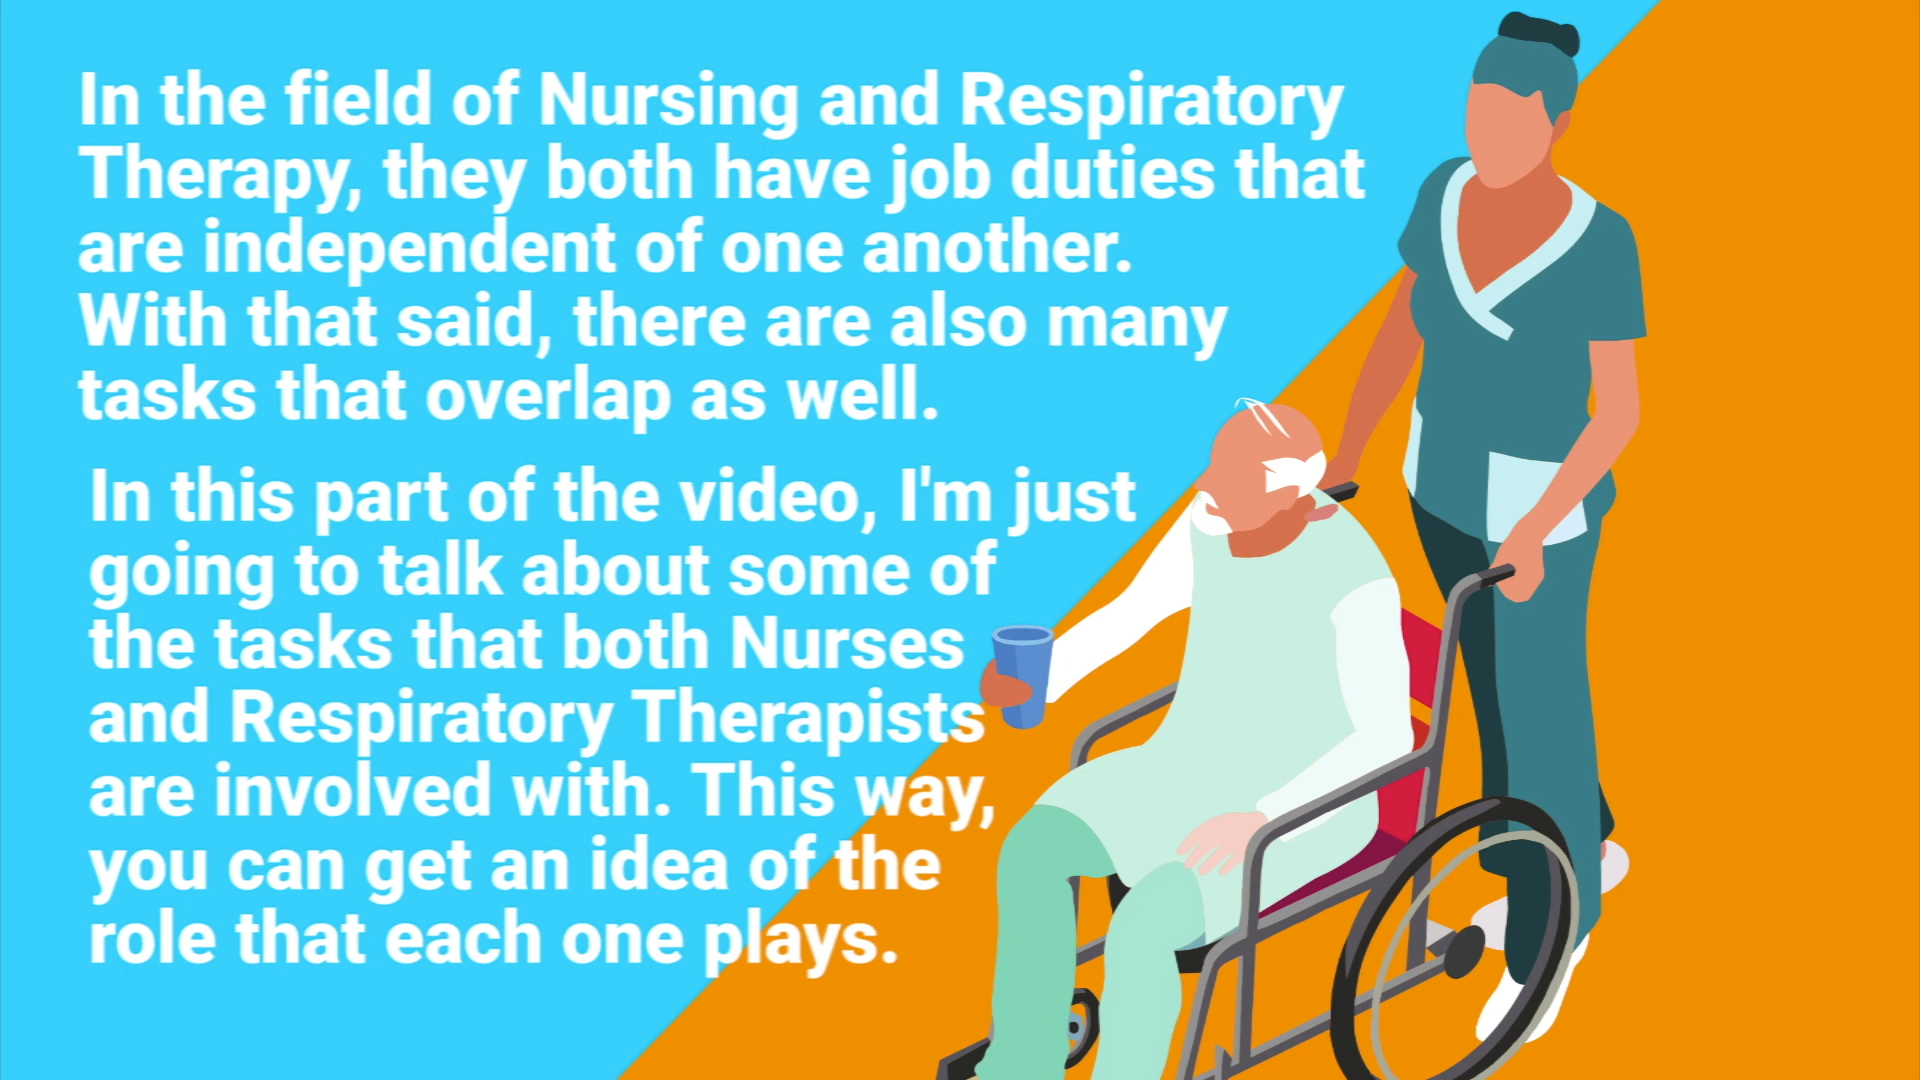 In the field of Nursing and Respiratory
Therapy, they both have job duties that
are independent of one another.
With that said, there are also many
tasks that overlap as well.
In this part of the video, I'm just
going to talk about some of
the tasks that both Nurses
and Respiratory Therapists
are involved with. This way,
you can get an idea of the
role that each one plays.